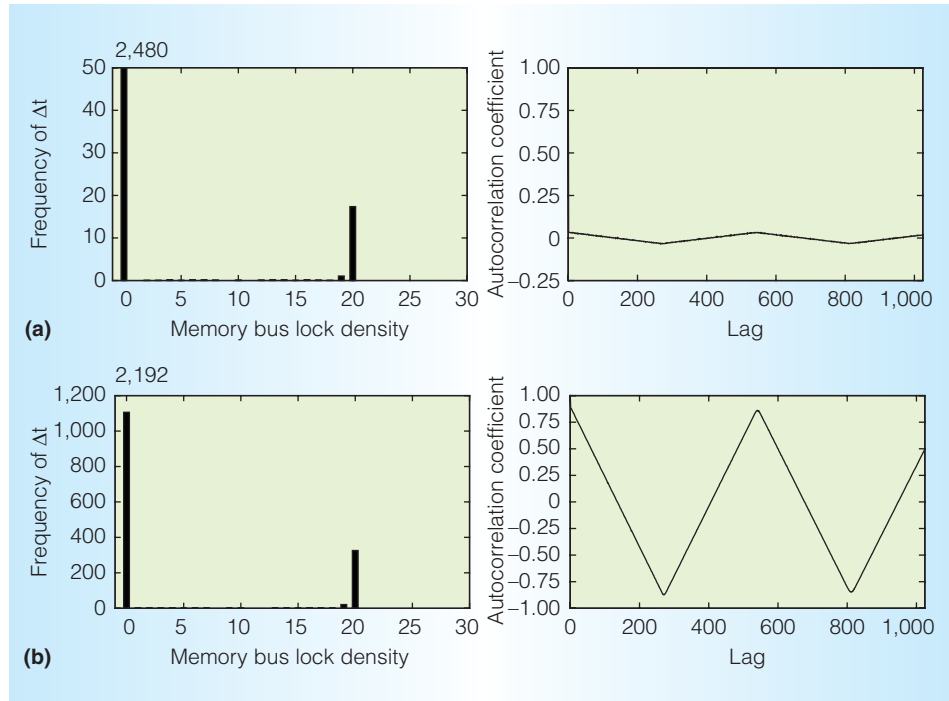 2,480
50
40
30
20
10
0
Frequency of Δt
0 5 10 15 20 25 30
Memory bus lock density
1.00
0.75
0.50
0.25
0
–0.25
Autocorrelation coefficient
0 200 400 600 800 1,000
Lag
(a)
2,192
1,200
1,000
800
600
400
200
0
Frequency of Δt
0 5 10 15 20 25 30
Memory bus lock density
1.00
0.75
0.50
0.25
0
–0.25
–0.50
–0.75
–1.00
Autocorrelation coefficient
0 200 400 600 800 1,000
Lag
(b)